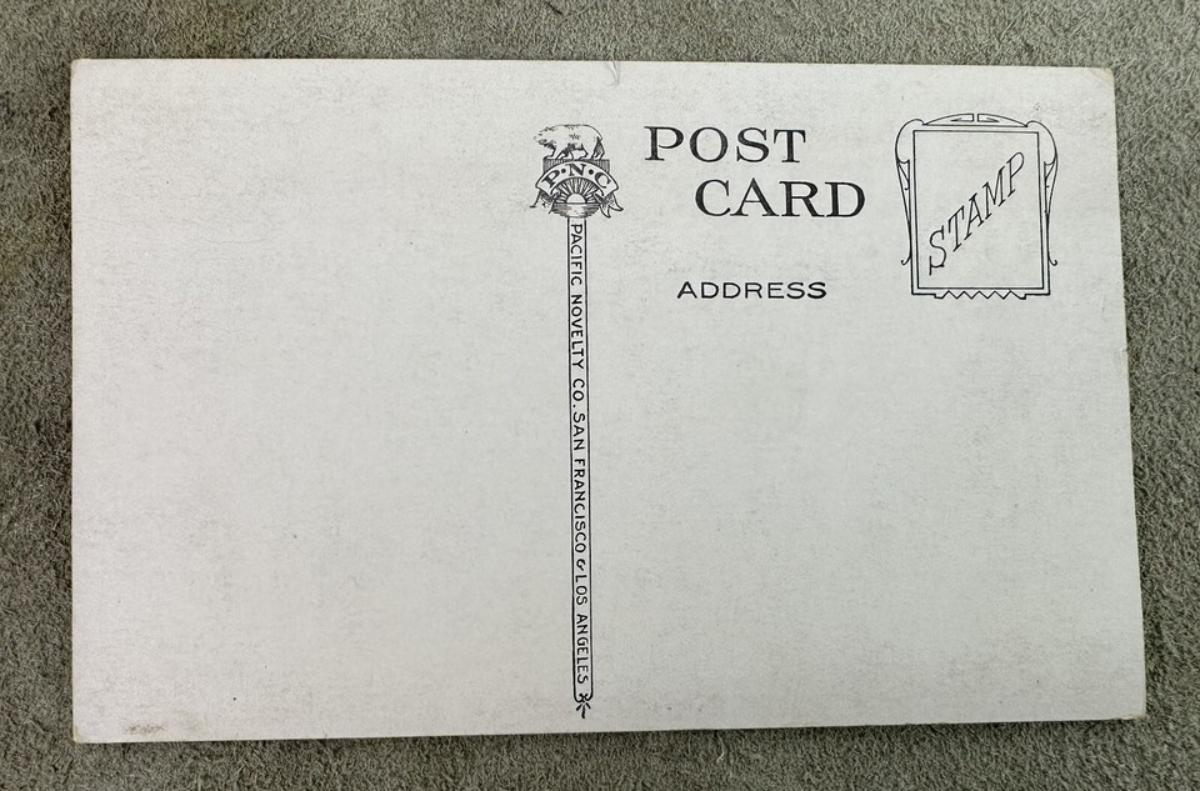 P·N·C
PACIFIC NOVELTY CO. SAN FRANCISCO & LOS ANGELES
POST
CARD
STAMP
ADDRESS